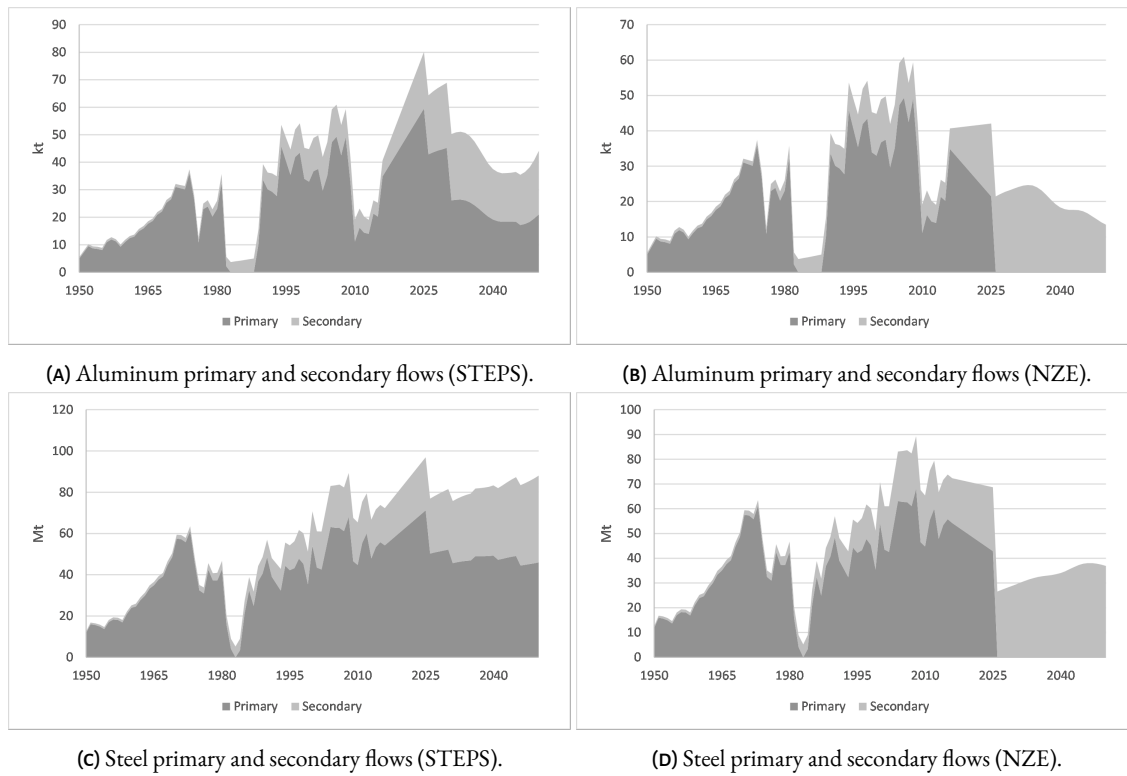 90
80
70
60
50
40
30
20
10
0
kt
1950 1965 1980 1995 2010 2025 2040
Primary Secondary
(A) Aluminum primary and secondary flows (STEPS).
70
60
50
40
30
20
10
0
kt
1950 1965 1980 1995 2010 2025 2040
Primary Secondary
(B) Aluminum primary and secondary flows (NZE).
120
100
80
60
40
20
0
Mt
1950 1965 1980 1995 2010 2025 2040
Primary Secondary
(C) Steel primary and secondary flows (STEPS).
100
90
80
70
60
50
40
30
20
10
0
Mt
1950 1965 1980 1995 2010 2025 2040
Primary Secondary
(D) Steel primary and secondary flows (NZE).